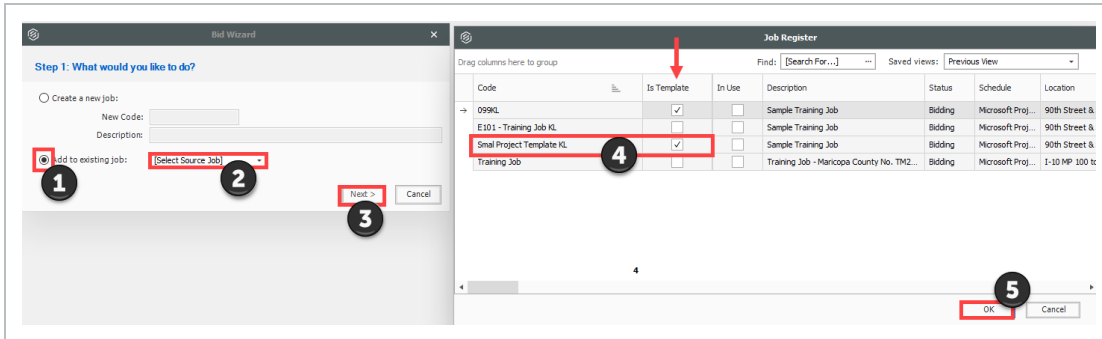 Bid Wizard
Step 1: What would you like to do?
Create a new job:
New Code:
Description:
Add to existing job: [Select Source Job]
1
2
Next > Cancel
3
Job Register
Drag columns here to group Find: [Search For...] ... Saved views: Previous View
Code Is Template In Use Description Status Schedule Location
099KL Sample Training Job Bidding Microsoft Proj... 90th Street &
E101 - Training Job KL Sample Training Job Bidding Microsoft Proj... 90th Street &
Smal Project Template KL Sample Training Job Bidding Microsoft Proj... 90th Street &
4
Training Job Training Job - Maricopa County No. TM2... Bidding Microsoft Proj... I-10 MP 100 to
4
5
OK Cancel